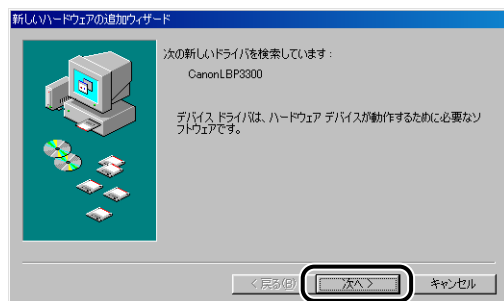 新しいハードウェアの追加ウィザード
次の新しいドライバを検索しています：
CanonLBP3300
デバイス ドライバは、ハードウェア デバイスが動作するために必要なソ
フトウェアです。
< 戻る(B)
次へ >
キャンセル